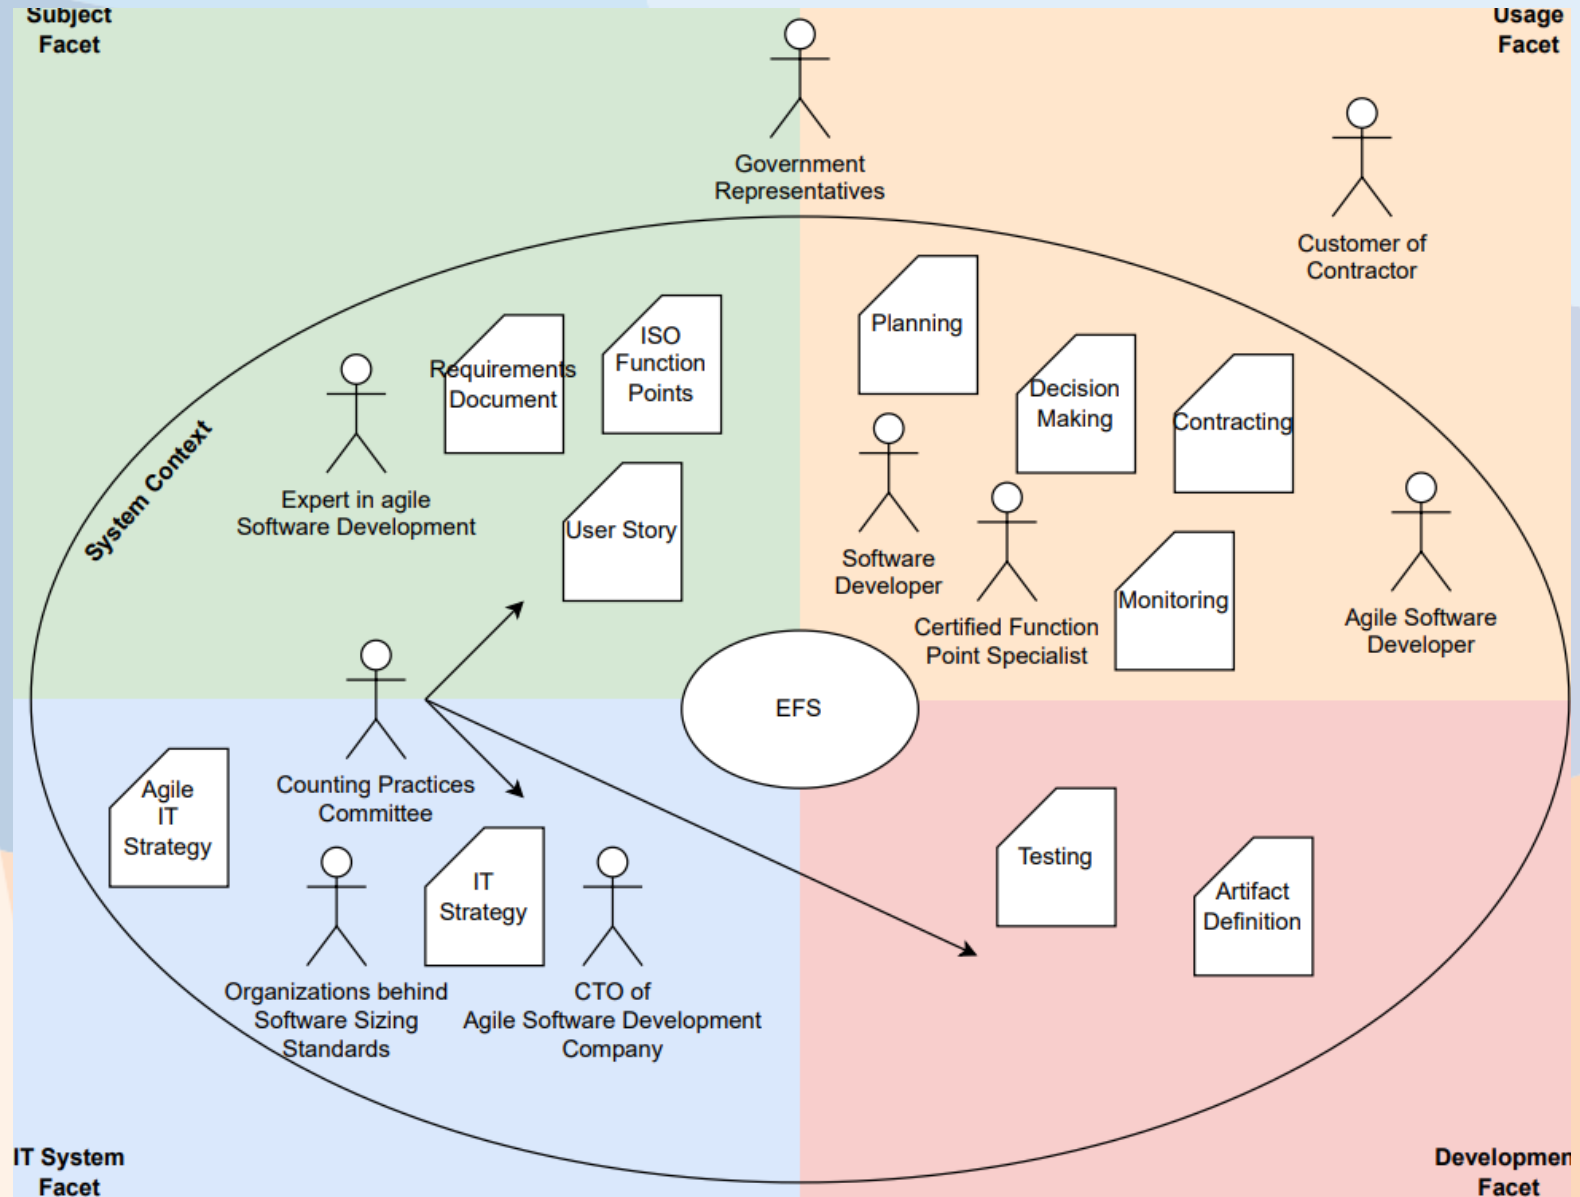 Subject
Facet
Usage
Facet
Government
Representatives
Customer of
Contractor
System Context
Requirements
Document
ISO
Function
Points
Planning
Decision
Making
Contracting
Expert in agile
Software Development
User Story
Software
Developer
Certified Function
Point Specialist
Monitoring
Agile Software
Developer
EFS
Counting Practices
Committee
Agile
IT
Strategy
IT
Strategy
Organizations behind
Software Sizing
Standards
CTO of
Agile Software Development
Company
Testing
Artifact
Definition
IT System
Facet
Developmen
Facet